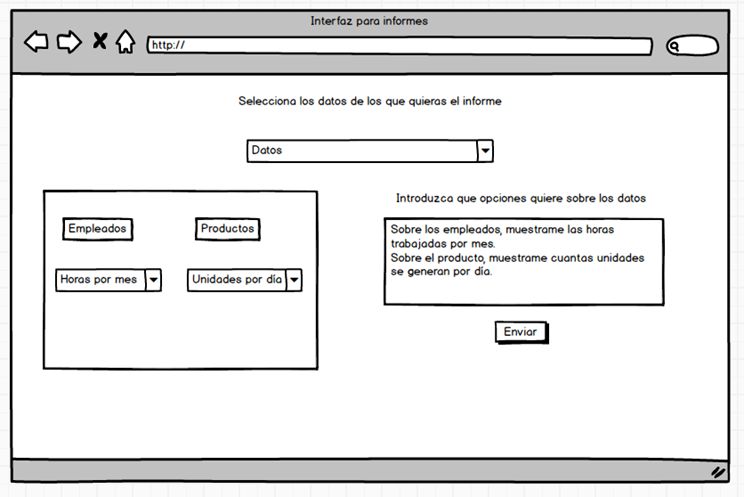 Interfaz para informes
http://
Selecciona los datos de los que quieras el informe
Datos
Empleados
Productos
Horas por mes
Unidades por día
Introduzca que opciones quiere sobre los datos
Sobre los empleados, muestrame las horas
trabajadas por mes.
Sobre el producto, muestrame cuantas unidades
se generan por día.
Enviar